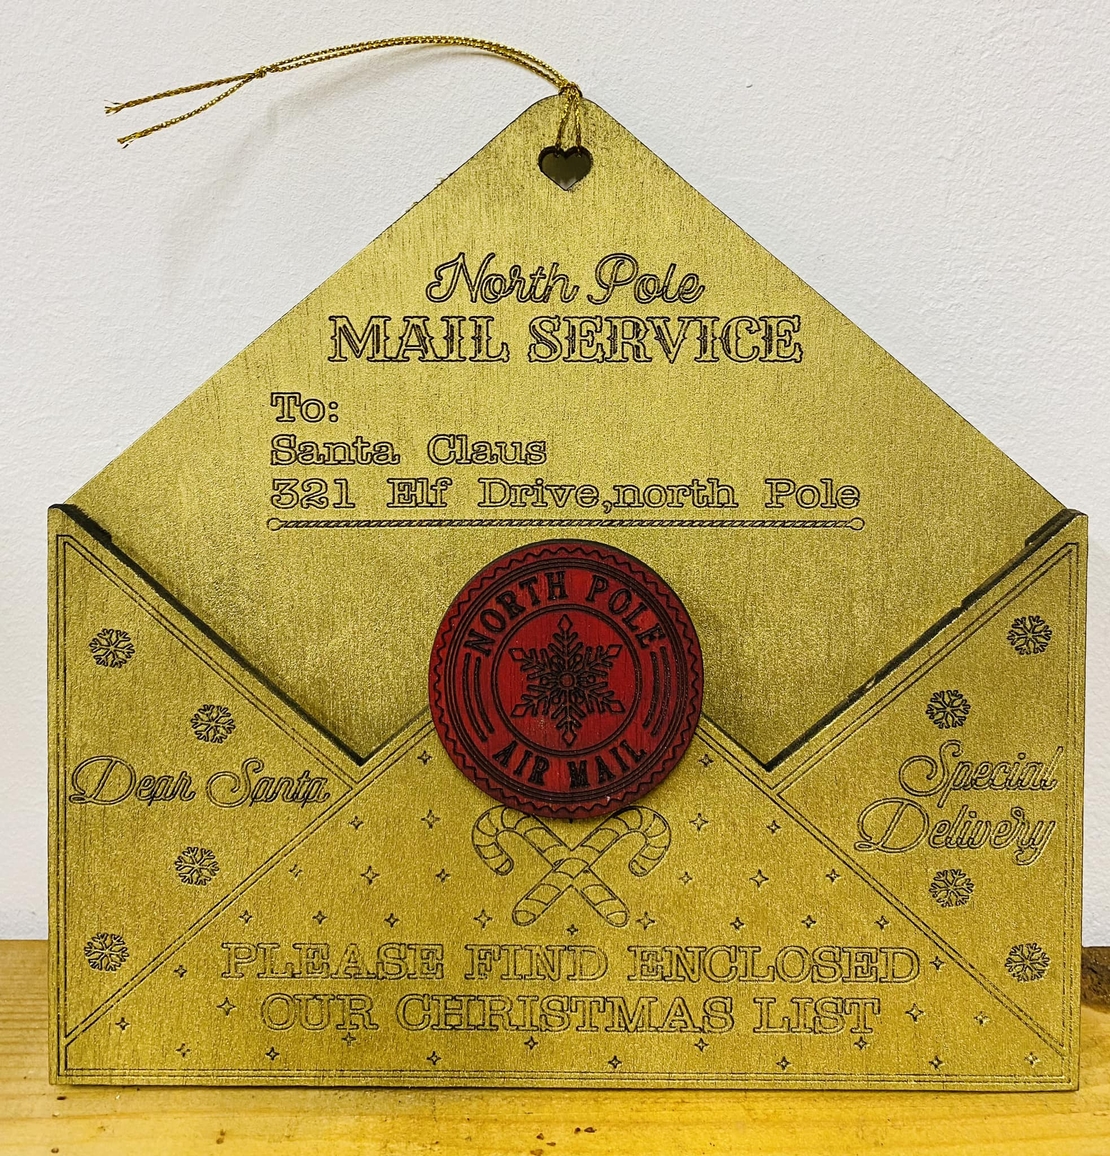 North Pole
MAIL SERVICE
To:
Santa Claus
321 Elf Drive,north Pole
NORTH POLE
AIR MAIL
Dear Santa
Special
Delivery
PLEASE FIND ENCLOSED
OUR CHRISTMAS LIST